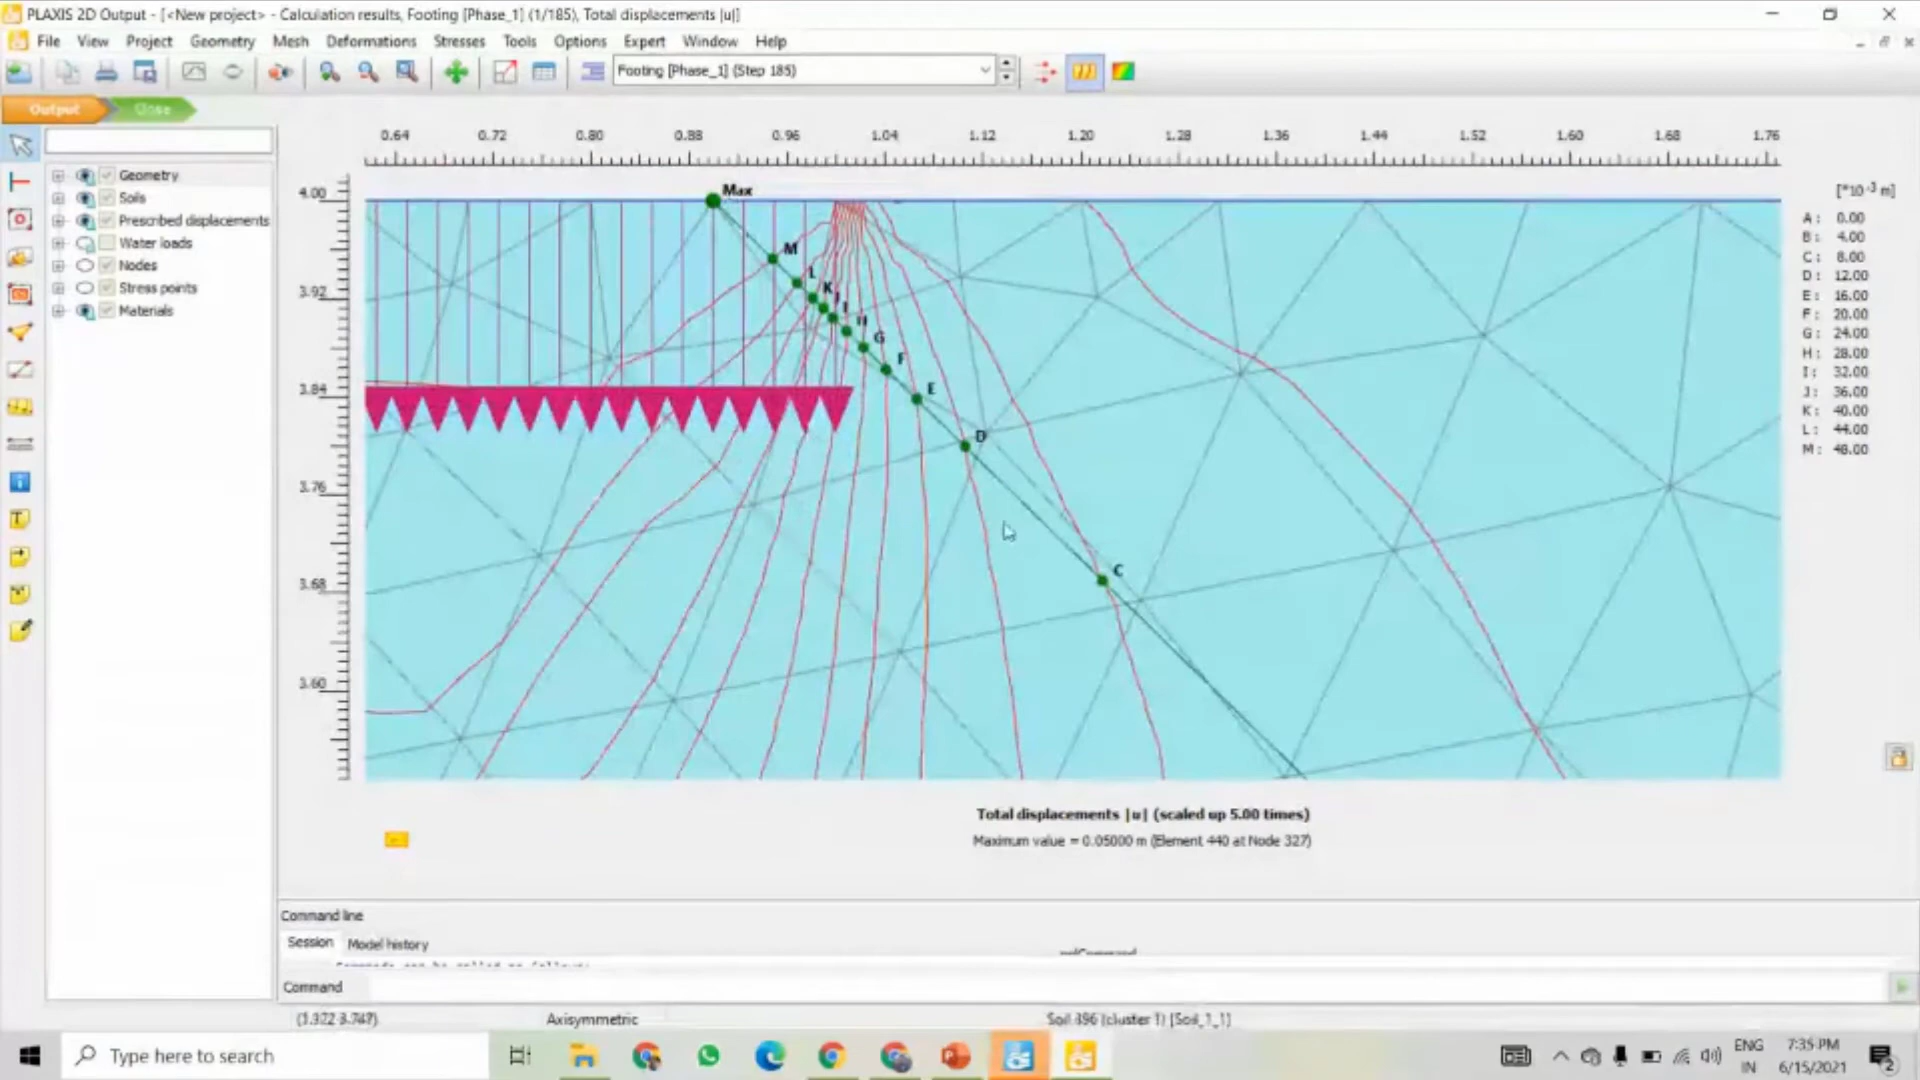 PLAXIS 2D Output - [<New project> - Calculation results, Footing [Phase_1] (1/185), Total displacements |u|]
File View Project Geometry Mesh Deformations Stresses Tools Options Expert Window Help
Footing [Phase_1] (Step 185)
Output Close
0.64 0.72 0.80 0.88 0.96 1.04 1.12 1.20 1.28 1.36 1.44 1.52 1.60 1.68 1.76
Geometry
Soils
Prescribed displacements
Water loads
Nodes
Stress points
Materials
4.00
3.92
3.84
3.76
3.68
3.60
Max
M
L
K
J
I
H
G
F
E
D
C
[*10⁻³ m]
A : 0.00
B : 4.00
C : 8.00
D : 12.00
E : 16.00
F : 20.00
G : 24.00
H : 28.00
I : 32.00
J : 36.00
K : 40.00
L : 44.00
M : 48.00
Total displacements |u| (scaled up 5.00 times)
Maximum value = 0.05000 m (Element 440 at Node 327)
Command line
Session Model history
Command
(1.322 3.747) Axisymmetric Soil 396 (cluster 1) [Soil_1_1]
Type here to search
ENG
IN
7:35 PM
6/15/2021
2